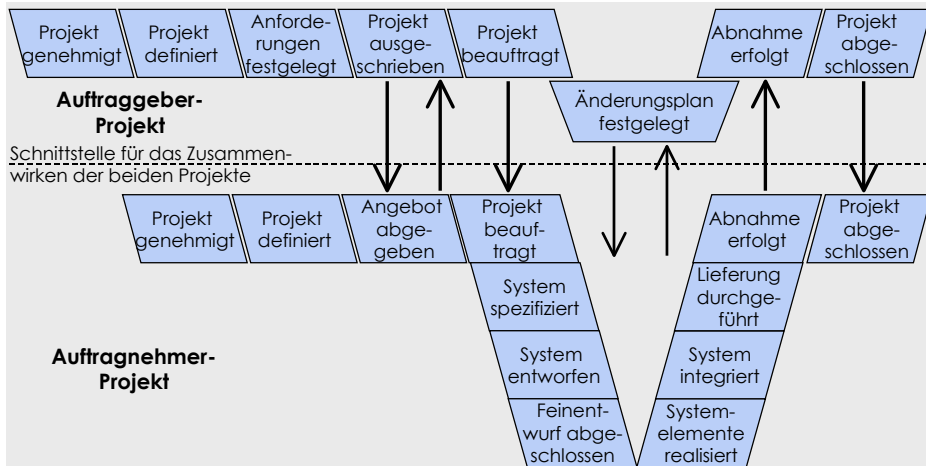 Projekt
genehmigt
Projekt
definiert
Anforde-
rungen
festgelegt
Projekt
ausge-
schrieben
Projekt
beauftragt
Abnahme
erfolgt
Projekt
abge-
schlossen
Auftraggeber-
Projekt
Änderungsplan
festgelegt
Schnittstelle für das Zusammen-
wirken der beiden Projekte
Projekt
genehmigt
Projekt
definiert
Angebot
abge-
geben
Projekt
beauf-
tragt
Abnahme
erfolgt
Projekt
abge-
schlossen
System
spezifiziert
Lieferung
durchge-
führt
Auftragnehmer-
Projekt
System
entworfen
System
integriert
Feinent-
wurf abge-
schlossen
System-
elemente
realisiert